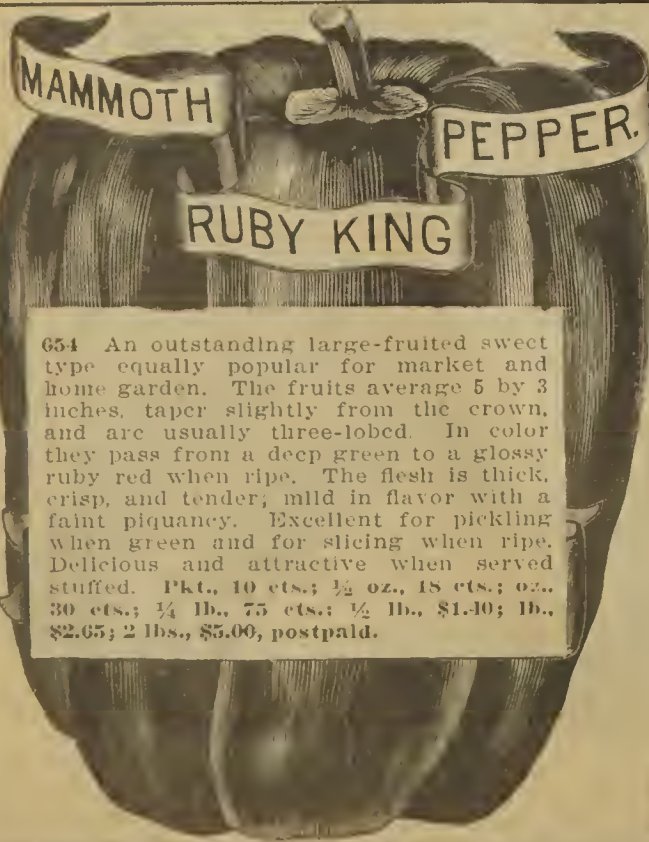 MAMMOTH
PEPPER.
RUBY KING
654 An outstanding large-fruited sweet
type equally popular for market and
home garden. The fruits average 5 by 3
inches, taper slightly from the crown,
and are usually three-lobed. In color
they pass from a deep green to a glossy
ruby red when ripe. The flesh is thick,
crisp, and tender; mild in flavor with a
faint piquancy. Excellent for pickling
when green and for slicing when ripe.
Delicious and attractive when served
stuffed. Pkt., 10 cts.; ½ oz., 18 cts.; oz.,
30 cts.; ¼ lb., 75 cts.; ½ lb., $1.40; lb.,
$2.65; 2 lbs., $5.00, postpaid.